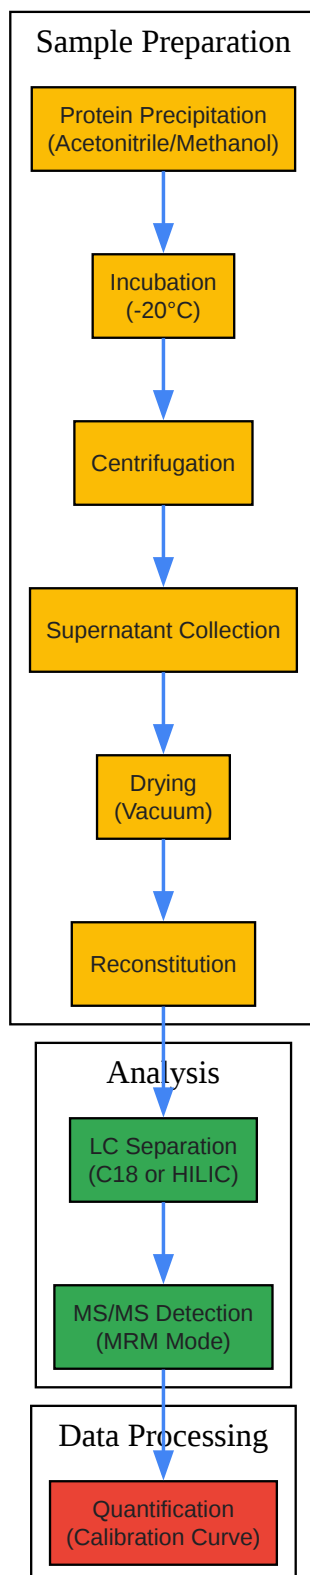 Sample Preparation
Protein Precipitation
(Acetonitrile/Methanol)
Incubation
(-20°C)
Centrifugation
Supernatant Collection
Drying
(Vacuum)
Reconstitution
Analysis
LC Separation
(C18 or HILIC)
MS/MS Detection
(MRM Mode)
Data Processing
Quantification
(Calibration Curve)